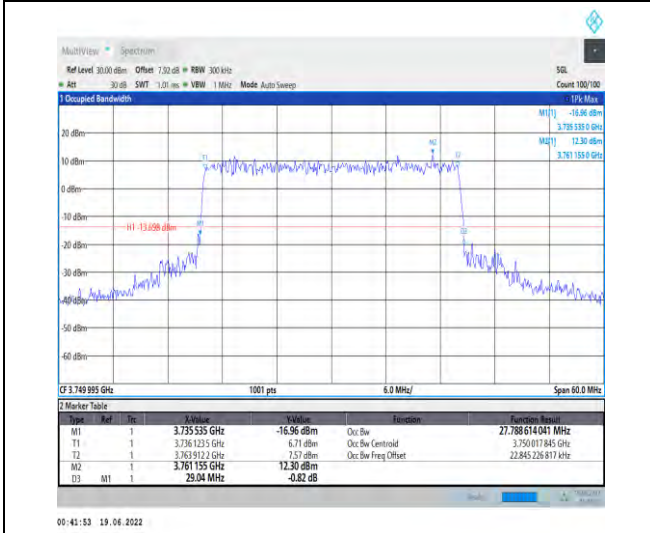 MultiView Spectrum
Ref Level 30.00 dBm Offset 7.92 dB RBW 300 kHz SGL
Att 30 dB SWT 1.01 ms VBW 1 MHz Mode Auto Sweep Count 100/100
1 Occupied Bandwidth 1Pk Max
M1[1] -16.96 dBm
3.735 535 0 GHz
M2[1] 12.30 dBm
3.761 155 0 GHz
20 dBm
10 dBm
0 dBm
-10 dBm
H1 -13.698 dBm
-20 dBm
-30 dBm
-40 dBm
-50 dBm
-60 dBm
T1
M2
T2
M1
D3
CF 3.749 995 GHz 1001 pts 6.0 MHz/ Span 60.0 MHz
2 Marker Table
Type Ref Trc X-Value Y-Value Function Function Result
M1 1 3.735 535 GHz -16.96 dBm Occ Bw 27.788 614 041 MHz
T1 1 3.736 123 5 GHz 6.71 dBm Occ Bw Centroid 3.750 017 845 GHz
T2 1 3.763 912 2 GHz 7.57 dBm Occ Bw Freq Offset 22.845 226 817 kHz
M2 1 3.761 155 GHz 12.30 dBm
D3 M1 1 29.04 MHz -0.82 dB
00:41:53 19.06.2022